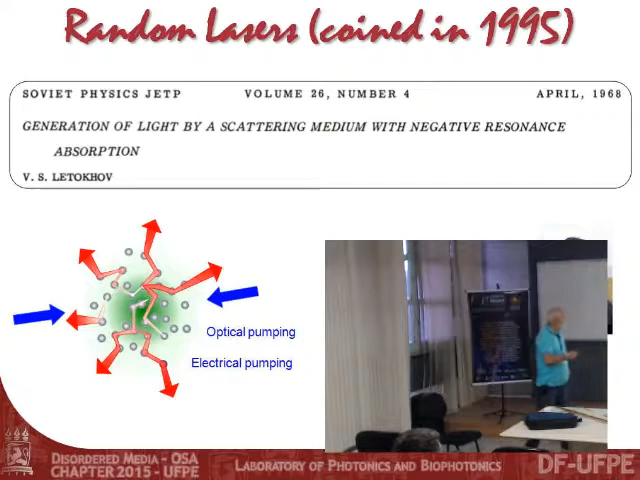 Random Lasers (coined in 1995)
SOVIET PHYSICS JETP VOLUME 26, NUMBER 4 APRIL, 1968
GENERATION OF LIGHT BY A SCATTERING MEDIUM WITH NEGATIVE RESONANCE
ABSORPTION
V. S. LETOKHOV
Optical pumping
Electrical pumping
DISORDERED MEDIA - OSA
CHAPTER 2015 - UFPE
LABORATORY OF PHOTONICS AND BIOPHOTONICS
DF-UFPE